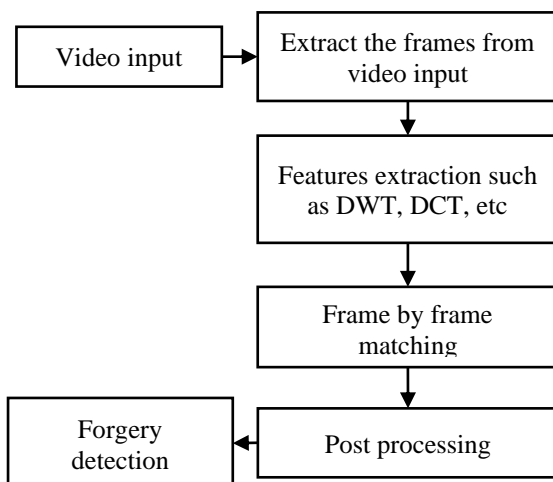 Video input
Extract the frames from
video input
Features extraction such
as DWT, DCT, etc
Frame by frame
matching
Post processing
Forgery
detection